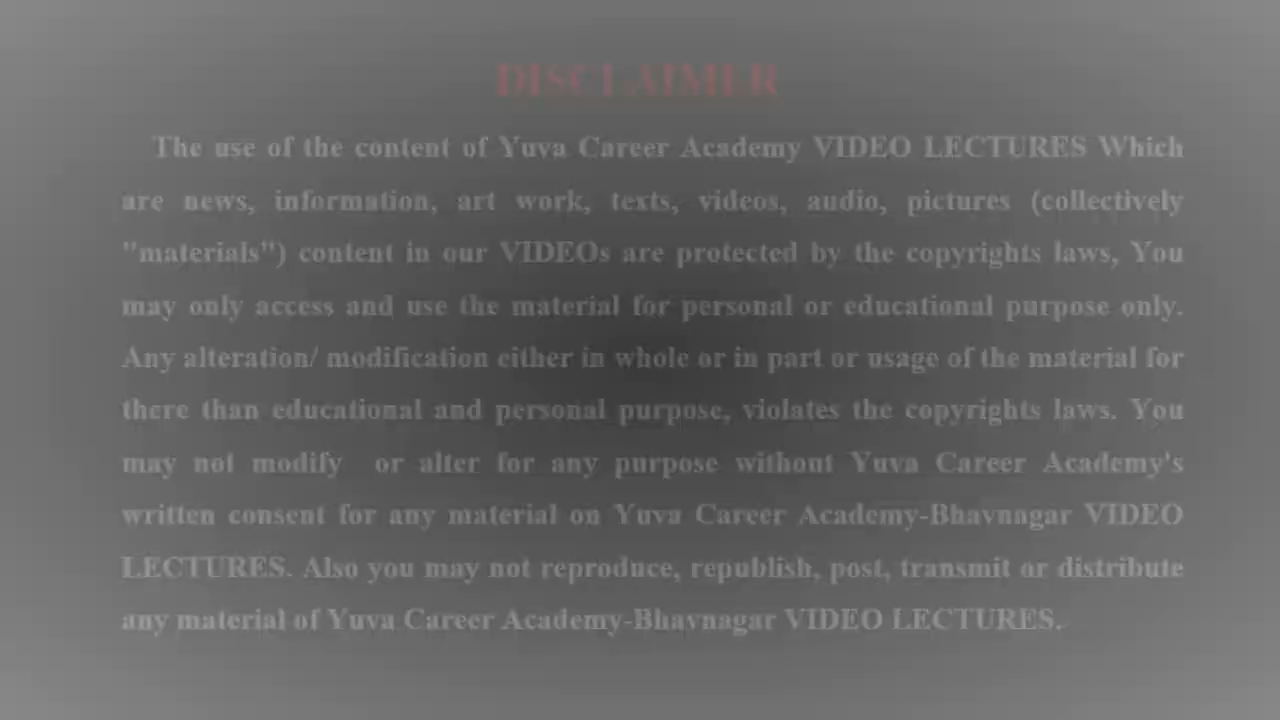 DISCLAIMER
The use of the content of Yuva Career Academy VIDEO LECTURES Which
are news, information, art work, texts, videos, audio, pictures (collectively
"materials") content in our VIDEOs are protected by the copyrights laws, You
may only access and use the material for personal or educational purpose only.
Any alteration/ modification either in whole or in part or usage of the material for
there than educational and personal purpose, violates the copyrights laws. You
may not modify or alter for any purpose without Yuva Career Academy's
written consent for any material on Yuva Career Academy-Bhavnagar VIDEO
LECTURES. Also you may not reproduce, republish, post, transmit or distribute
any material of Yuva Career Academy-Bhavnagar VIDEO LECTURES.